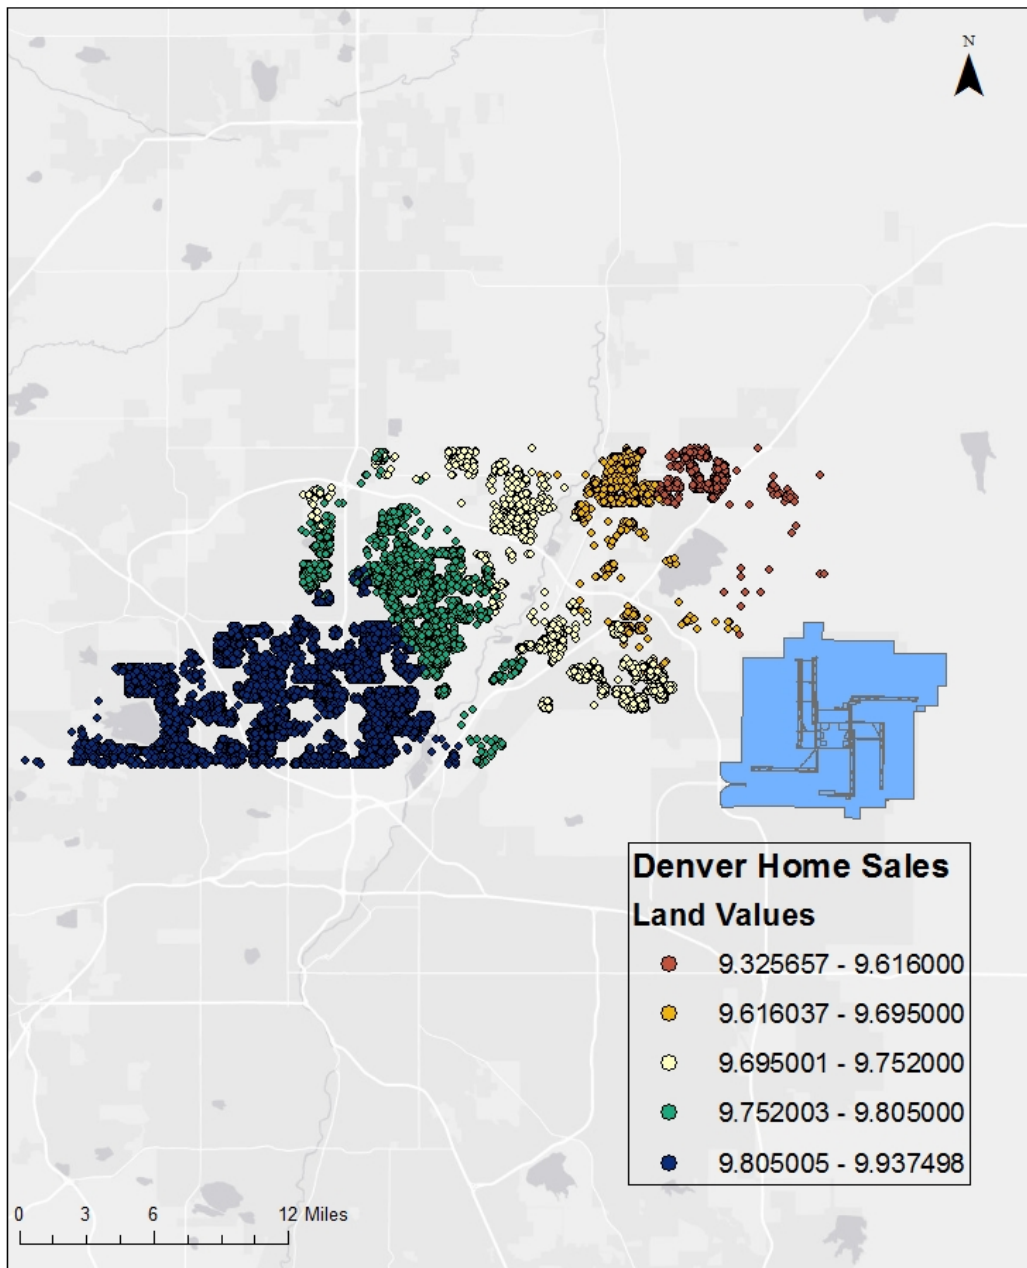 N
Denver Home Sales
Land Values
9.325657 - 9.616000
9.616037 - 9.695000
9.695001 - 9.752000
9.752003 - 9.805000
9.805005 - 9.937498
0 3 6 12 Miles